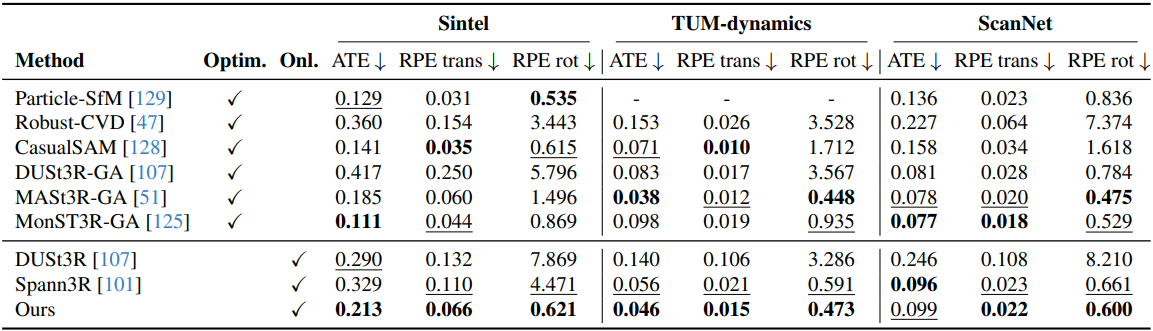 Sintel TUM-dynamics ScanNet
Method Optim. Onl. ATE ↓ RPE trans ↓ RPE rot ↓ ATE ↓ RPE trans ↓ RPE rot ↓ ATE ↓ RPE trans ↓ RPE rot ↓
Particle-SfM [129] ✓ 0.129 0.031 0.535 - - - 0.136 0.023 0.836
Robust-CVD [47] ✓ 0.360 0.154 3.443 0.153 0.026 3.528 0.227 0.064 7.374
CasualSAM [128] ✓ 0.141 0.035 0.615 0.071 0.010 1.712 0.158 0.034 1.618
DUSt3R-GA [107] ✓ 0.417 0.250 5.796 0.083 0.017 3.567 0.081 0.028 0.784
MASt3R-GA [51] ✓ 0.185 0.060 1.496 0.038 0.012 0.448 0.078 0.020 0.475
MonST3R-GA [125] ✓ 0.111 0.044 0.869 0.098 0.019 0.935 0.077 0.018 0.529
DUSt3R [107] ✓ 0.290 0.132 7.869 0.140 0.106 3.286 0.246 0.108 8.210
Spann3R [101] ✓ 0.329 0.110 4.471 0.056 0.021 0.591 0.096 0.023 0.661
Ours ✓ 0.213 0.066 0.621 0.046 0.015 0.473 0.099 0.022 0.600